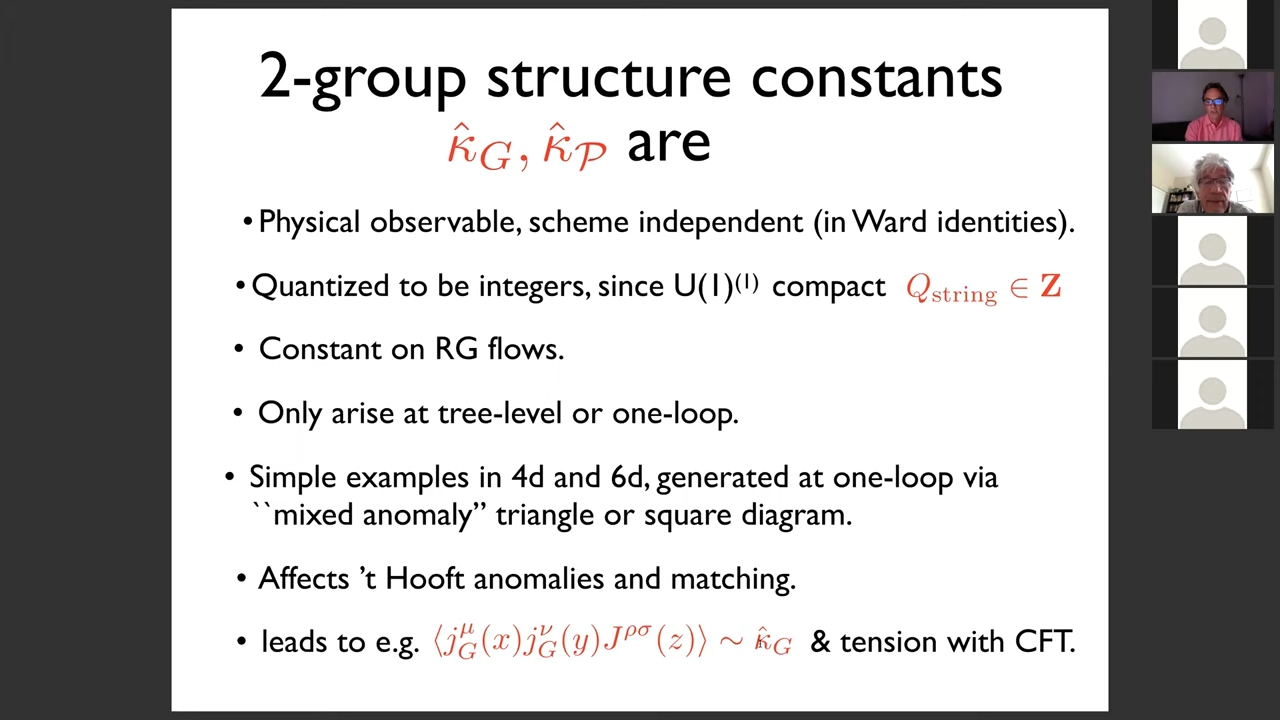 2-group structure constants
κ̂_G, κ̂_𝒫 are
• Physical observable, scheme independent (in Ward identities).
• Quantized to be integers, since U(1)⁽¹⁾ compact Q_string ∈ Z
• Constant on RG flows.
• Only arise at tree-level or one-loop.
• Simple examples in 4d and 6d, generated at one-loop via
``mixed anomaly” triangle or square diagram.
• Affects ’t Hooft anomalies and matching.
• leads to e.g. ⟨j_G^μ(x)j_G^ν(y)J^{ρσ}(z)⟩ ∼ κ̂_G & tension with CFT.